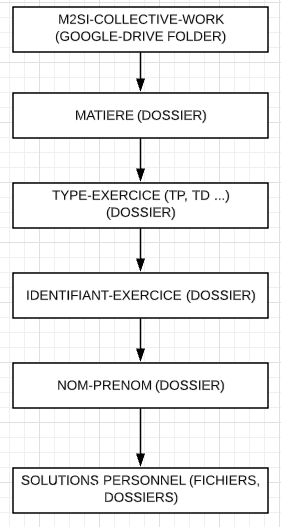 M2SI-COLLECTIVE-WORK
(GOOGLE-DRIVE FOLDER)
MATIERE (DOSSIER)
TYPE-EXERCICE (TP, TD ...)
(DOSSIER)
IDENTIFIANT-EXERCICE (DOSSIER)
NOM-PRENOM (DOSSIER)
SOLUTIONS PERSONNEL (FICHIERS,
DOSSIERS)